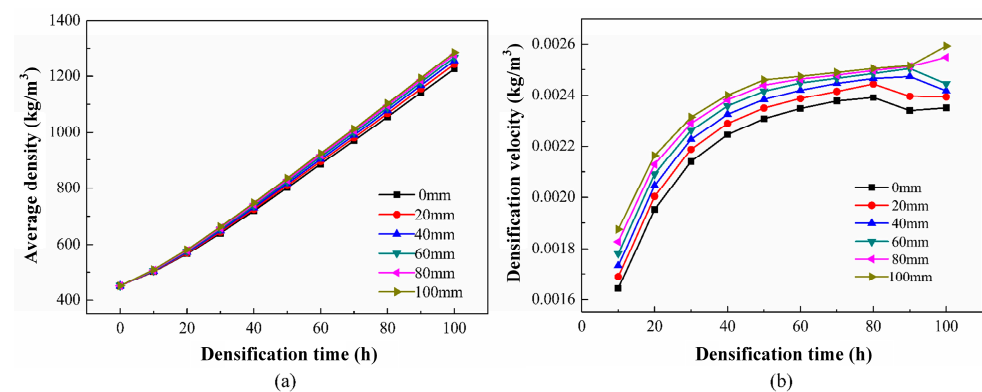 1400
1200
1000
800
600
400
Average density (kg/m³)
0 20 40 60 80 100
Densification time (h)
0mm
20mm
40mm
60mm
80mm
100mm
(a)
0.0026
0.0024
0.0022
0.0020
0.0018
0.0016
Densification velocity (kg/m³)
0 20 40 60 80 100
Densification time (h)
0mm
20mm
40mm
60mm
80mm
100mm
(b)